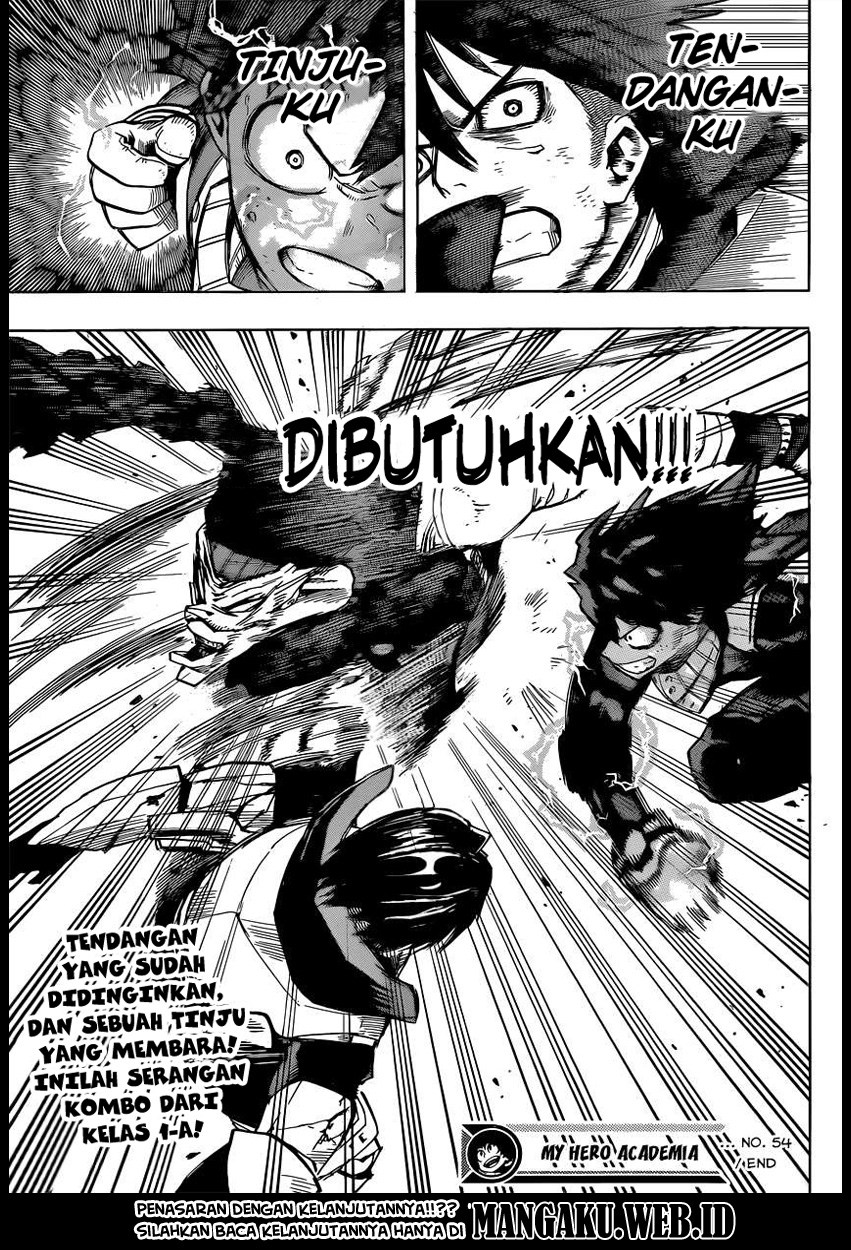 TEN-
DANGAN-
KU
TINJU-
KU
DIBUTUHKAN!!!
TENDANGAN
YANG SUDAH
DIDINGINKAN,
DAN SEBUAH TINJU
YANG MEMBARA!
INILAH SERANGAN
KOMBO DARI
KELAS 1-A!
MY HERO ACADEMIA
... NO. 54
/ END
PENASARAN DENGAN KELANJUTANNYA!!??
SILAHKAN BACA KELANJUTANNYA HANYA DI
MANGAKU.WEB.ID